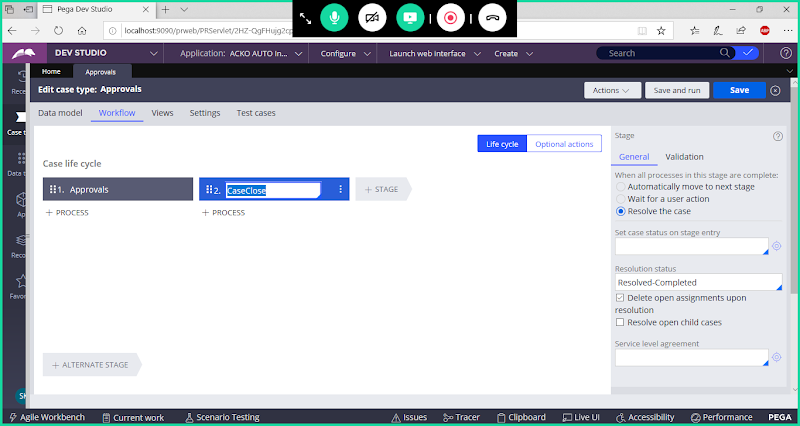 Pega Dev Studio
localhost:9090/prweb/PRServlet/2HZ-QgFHujg2cp
DEV STUDIO
Application: ACKO AUTO In...
Configure
Launch web interface
Create
Search
Home
Approvals
Edit case type: Approvals
Actions
Save and run
Save
Data model
Workflow
Views
Settings
Test cases
Life cycle
Optional actions
Case life cycle
1. Approvals
2. CaseClose
+ STAGE
+ PROCESS
+ PROCESS
+ ALTERNATE STAGE
Stage
General
Validation
When all processes in this stage are complete:
Automatically move to next stage
Wait for a user action
Resolve the case
Set case status on stage entry
Resolution status
Resolved-Completed
Delete open assignments upon
resolution
Resolve open child cases
Service level agreement
Rece
Case t
Data t
App
Reco
Favor
Agile Workbench
Current work
Scenario Testing
Issues
Tracer
Clipboard
Live UI
Accessibility
Performance
PEGA